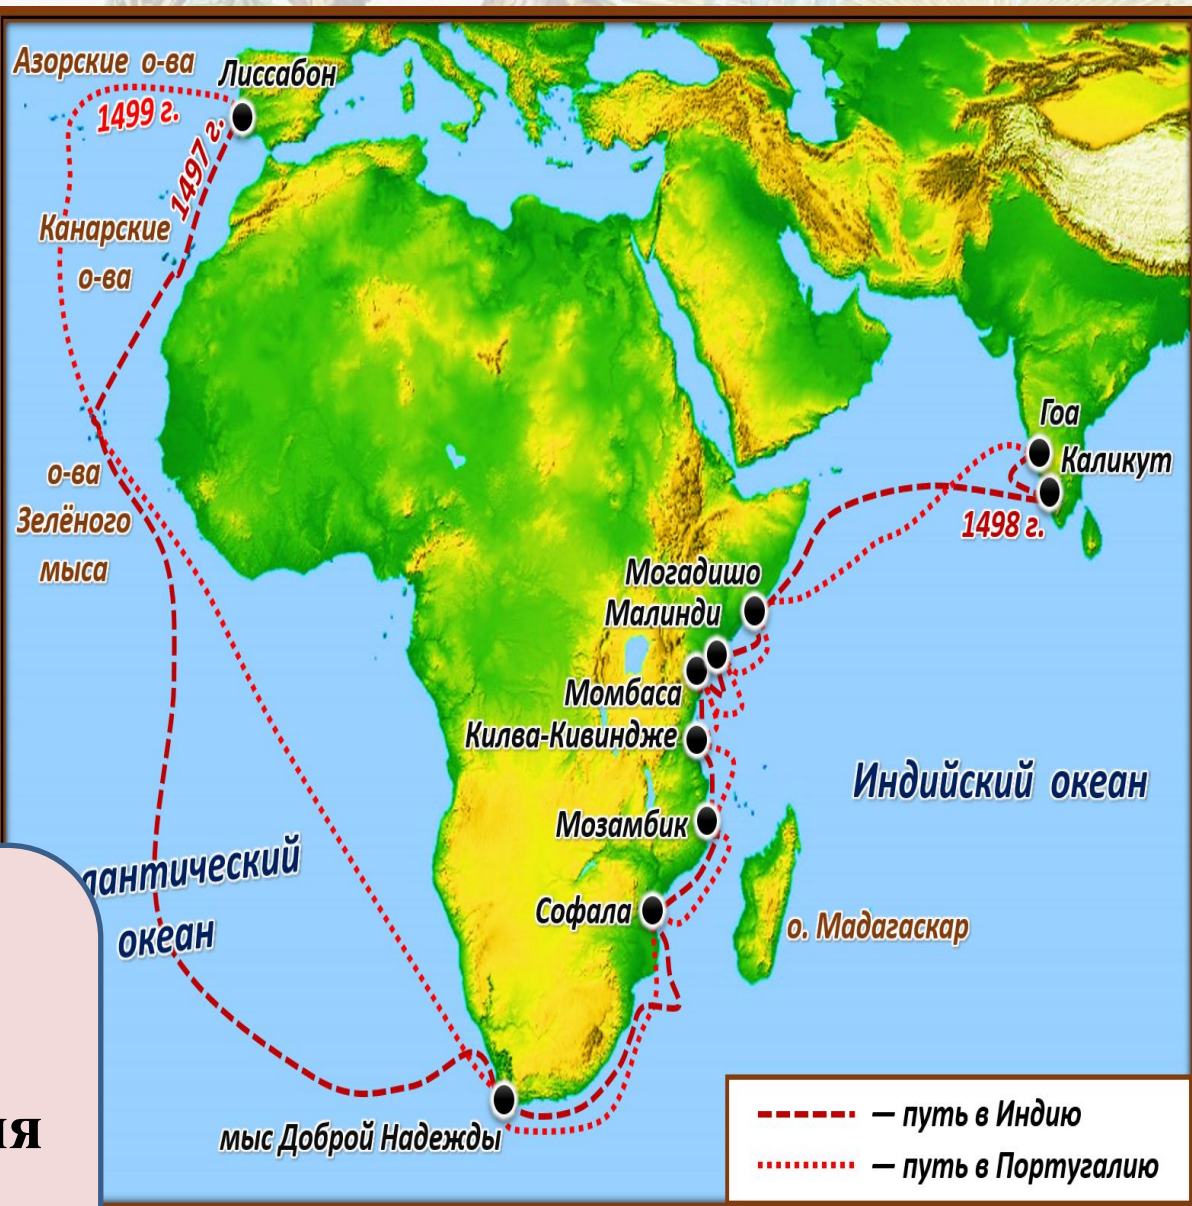 Азорские о-ва
Лиссабон
1499 г.
1497 г.
Канарские
о-ва
Гоа
Каликут
1498 г.
о-ва
Зелёного
мыса
Могадишо
Малинди
Момбаса
Килва-Кивиндже
Индийский океан
Мозамбик
лантический
океан
Софала
о. Мадагаскар
мыс Доброй Надежды
— путь в Индию
— путь в Португалию